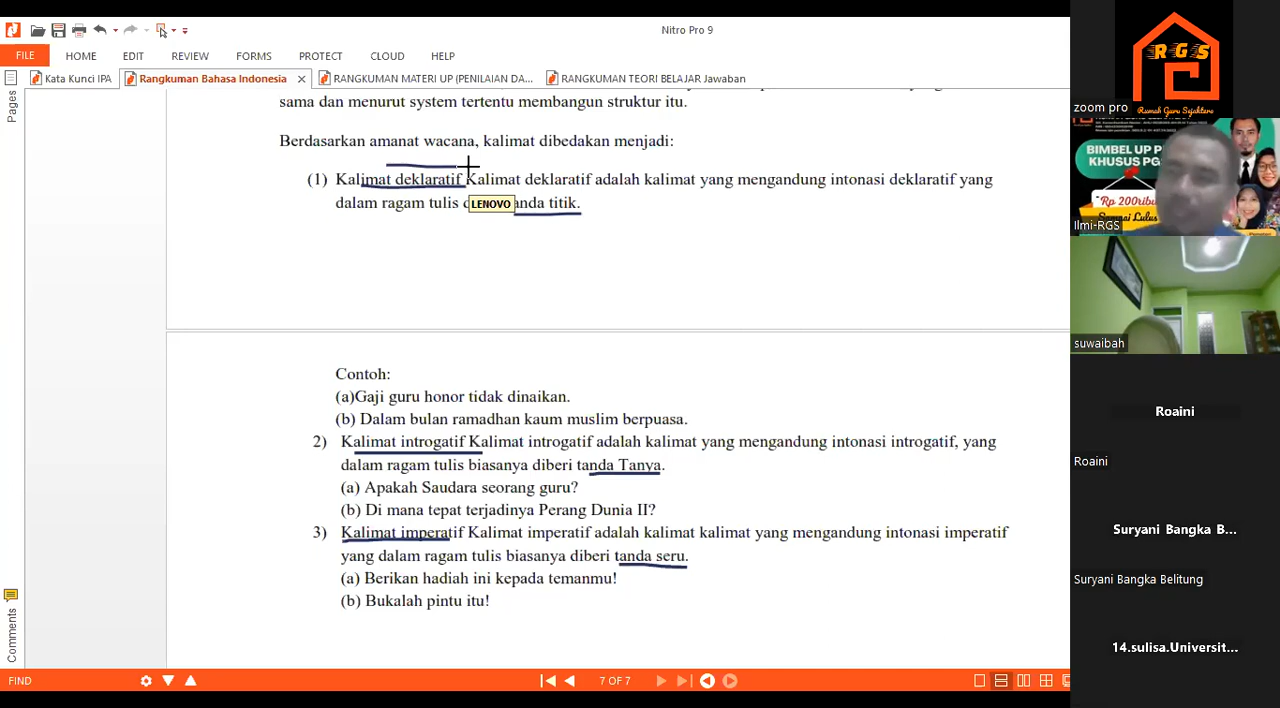 Nitro Pro 9
FILE HOME EDIT REVIEW FORMS PROTECT CLOUD HELP
Kata Kunci IPA Rangkuman Bahasa Indonesia RANGKUMAN MATERI UP (PENILAIAN DA... RANGKUMAN TEORI BELAJAR Jawaban
Pages
sama dan menurut system tertentu membangun struktur itu.
Berdasarkan amanat wacana, kalimat dibedakan menjadi:
(1) Kalimat deklaratif Kalimat deklaratif adalah kalimat yang mengandung intonasi deklaratif yang
dalam ragam tulis anda titik.
LENOVO
Contoh:
(a)Gaji guru honor tidak dinaikan.
(b) Dalam bulan ramadhan kaum muslim berpuasa.
2) Kalimat introgatif Kalimat introgatif adalah kalimat yang mengandung intonasi introgatif, yang
dalam ragam tulis biasanya diberi tanda Tanya.
(a) Apakah Saudara seorang guru?
(b) Di mana tepat terjadinya Perang Dunia II?
3) Kalimat imperatif Kalimat imperatif adalah kalimat kalimat yang mengandung intonasi imperatif
yang dalam ragam tulis biasanya diberi tanda seru.
(a) Berikan hadiah ini kepada temanmu!
(b) Bukalah pintu itu!
Comments
FIND
7 OF 7
RGS
Rumah Guru Sejahtera
zoom pro
BIMBEL UP P
KHUSUS PG
Rp 200ribu
Sampai Lulus
Ilmi-RGS
suwaibah
Roaini
Roaini
Suryani Bangka B...
Suryani Bangka Belitung
14.sulisa.Universit...